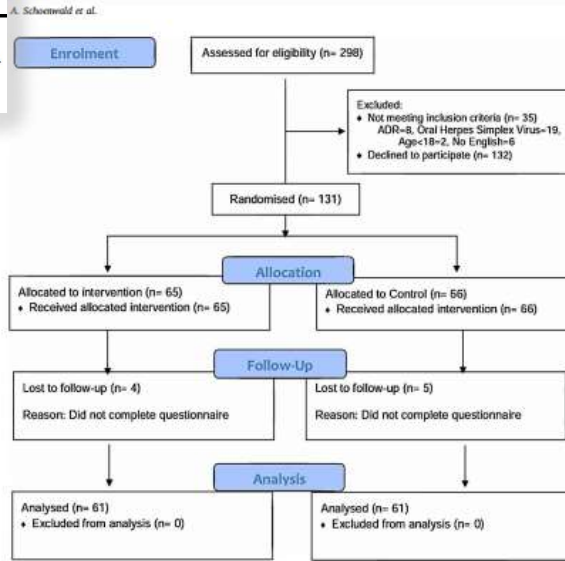 A. Schoenwald et al.
Enrolment
Assessed for eligibility (n= 298)
Excluded:
♦ Not meeting inclusion criteria (n= 35)
ADR=8, Oral Herpes Simplex Virus=19,
Age<18=2, No English=6
♦ Declined to participate (n= 132)
Randomised (n= 131)
Allocation
Allocated to intervention (n= 65)
♦ Received allocated intervention (n= 65)
Allocated to Control (n= 66)
♦ Received allocated intervention (n= 66)
Follow-Up
Lost to follow-up (n= 4)
Reason: Did not complete questionnaire
Lost to follow-up (n= 5)
Reason: Did not complete questionnaire
Analysis
Analysed (n= 61)
♦ Excluded from analysis (n= 0)
Analysed (n= 61)
♦ Excluded from analysis (n= 0)